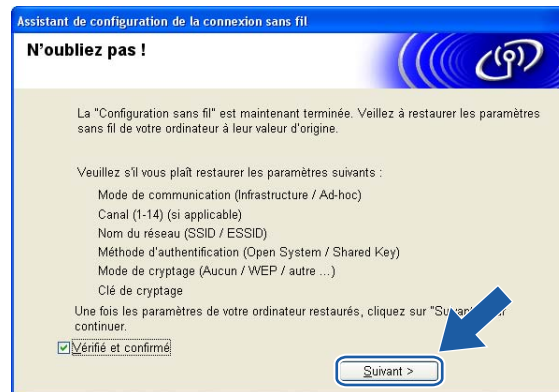 Assistant de configuration de la connexion sans fil
N'oubliez pas !
La "Configuration sans fil" est maintenant terminée. Veillez à restaurer les paramètres
sans fil de votre ordinateur à leur valeur d'origine.
Veuillez s'il vous plaît restaurer les paramètres suivants :
Mode de communication (Infrastructure / Ad-hoc)
Canal (1-14) (si applicable)
Nom du réseau (SSID / ESSID)
Méthode d'authentification (Open System / Shared Key)
Mode de cryptage (Aucun / WEP / autre ...)
Clé de cryptage
Une fois les paramètres de votre ordinateur restaurés, cliquez sur
continuer.
Vérifié et confirmé
Suivant >